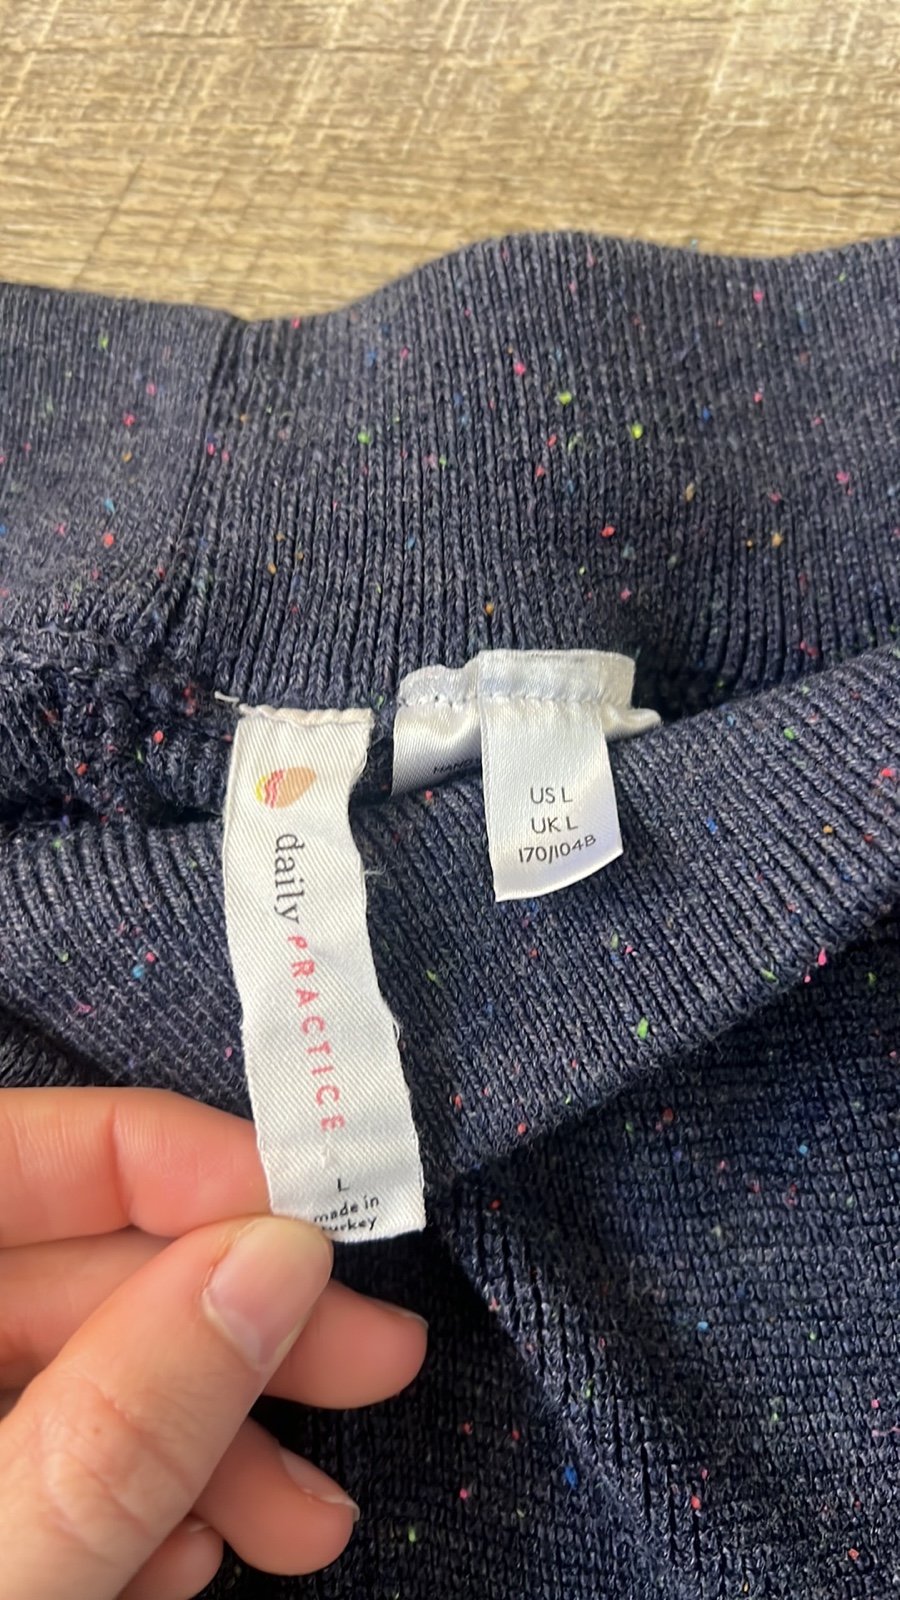 daily PRACTICE
L
made in
turkey
US L
UK L
170/104B